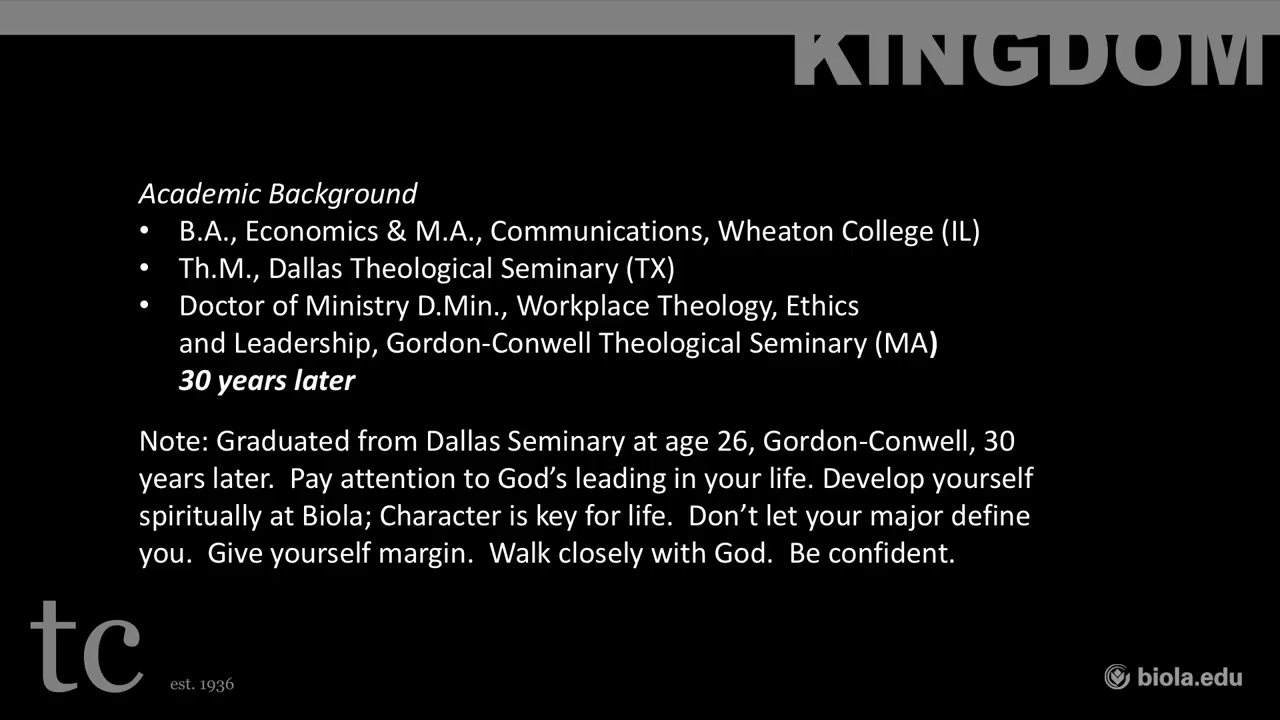 KINGDOM
Academic Background
• B.A., Economics & M.A., Communications, Wheaton College (IL)
• Th.M., Dallas Theological Seminary (TX)
• Doctor of Ministry D.Min., Workplace Theology, Ethics
and Leadership, Gordon-Conwell Theological Seminary (MA)
30 years later
Note: Graduated from Dallas Seminary at age 26, Gordon-Conwell, 30
years later.  Pay attention to God’s leading in your life. Develop yourself
spiritually at Biola; Character is key for life.  Don’t let your major define
you.  Give yourself margin.  Walk closely with God.  Be confident.
tc
est. 1936
biola.edu